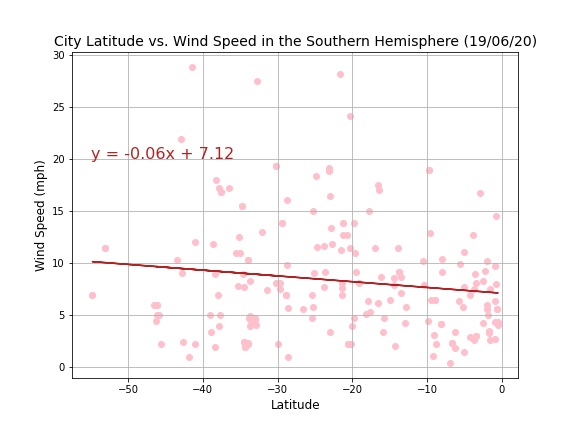 City Latitude vs. Wind Speed in the Southern Hemisphere (19/06/20)
30
25
20
15
10
5
0
y = -0.06x + 7.12
Wind Speed (mph)
−50 −40 −30 −20 −10 0
Latitude